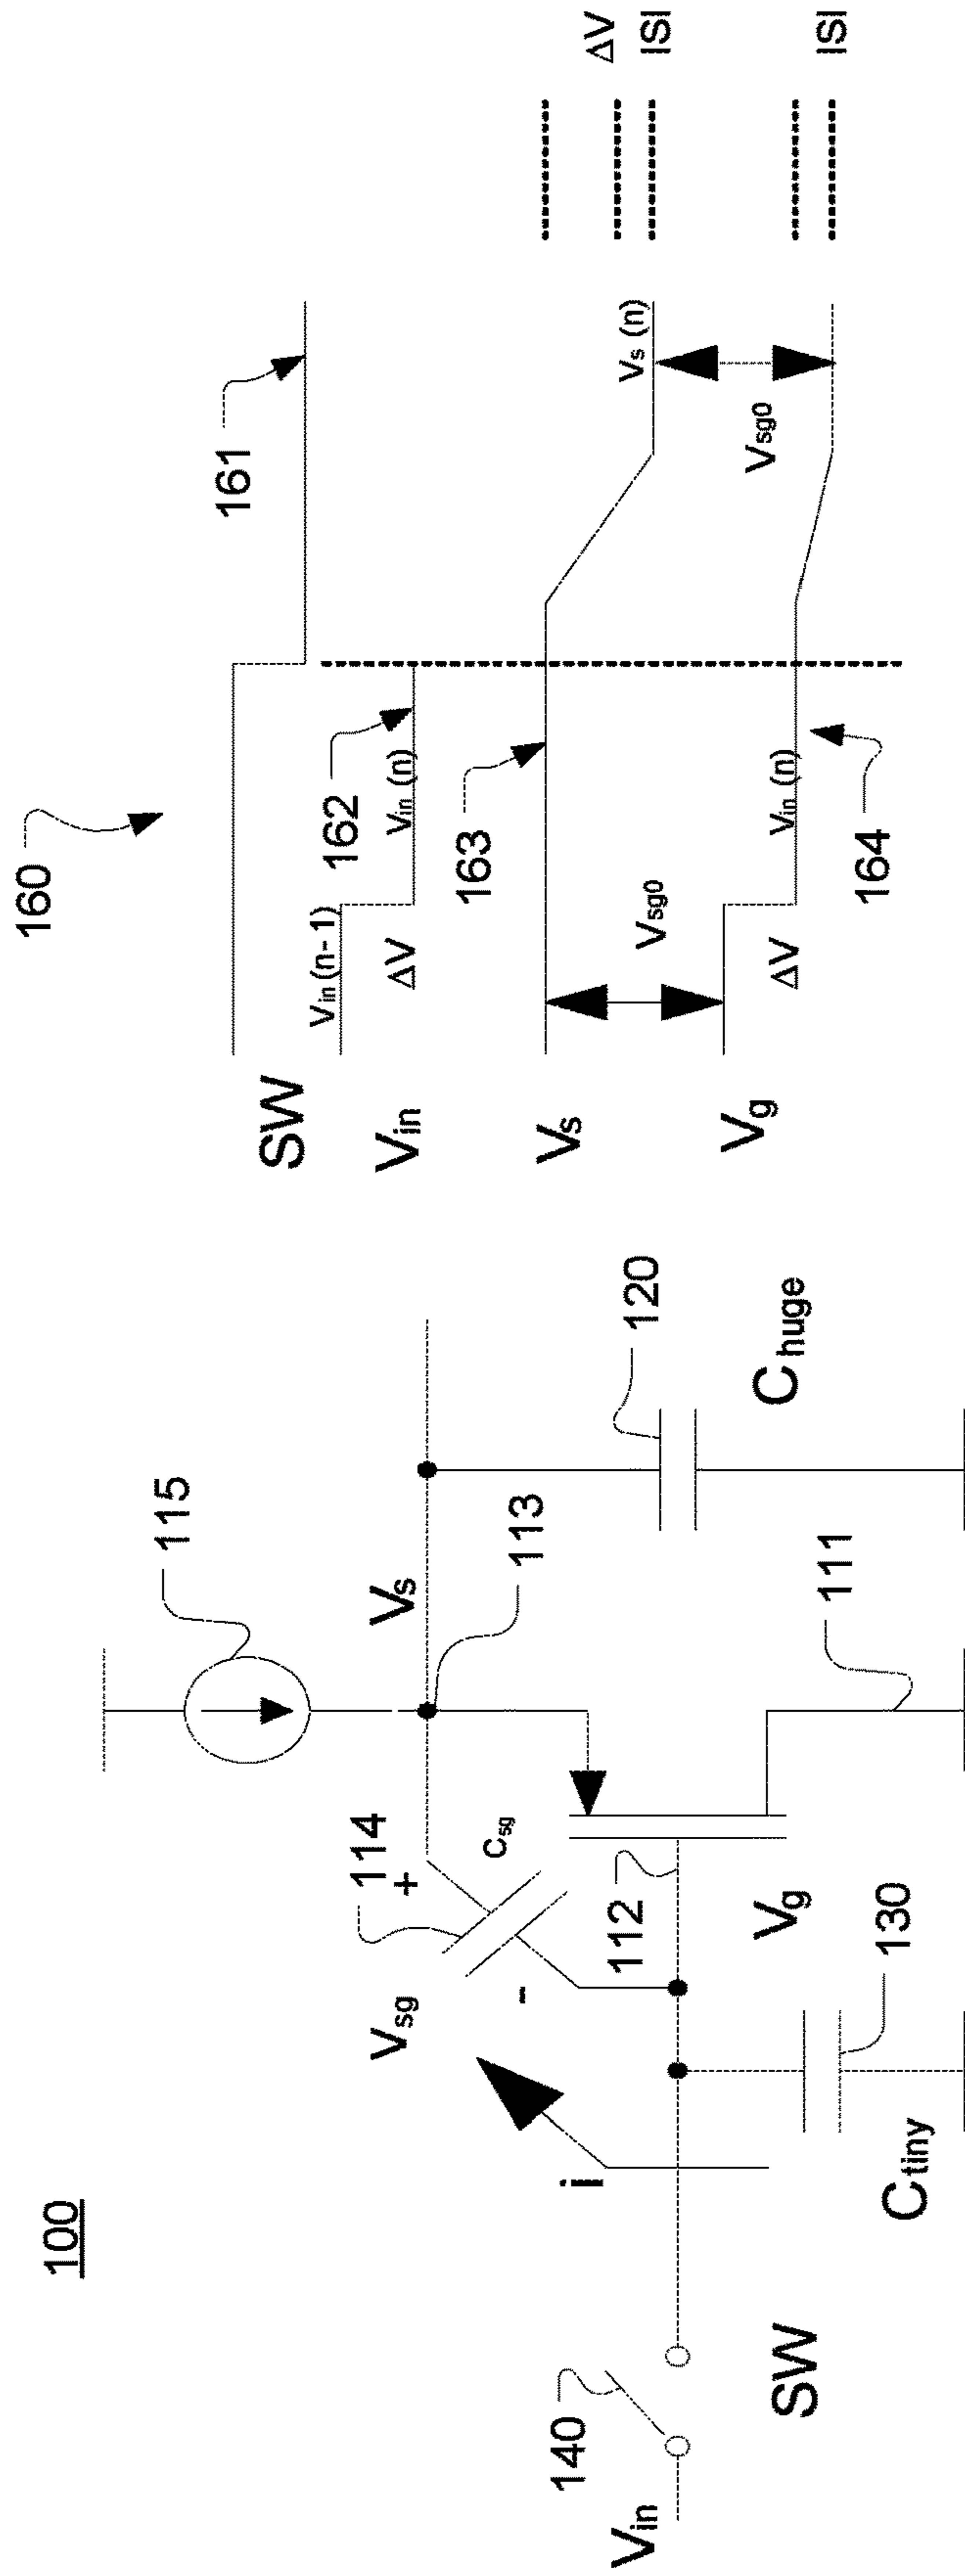 100
V_in
140
SW
i
C_tiny
130
V_sg
114
+
-
C_sg
112
V_g
115
V_s
113
111
120
C_huge
160
SW
161
V_in
V_in (n-1)
ΔV
V_in (n)
162
V_s
163
V_sg0
V_s (n)
V_g
ΔV
V_in (n)
164
V_sg0
ΔV
ISI
ISI